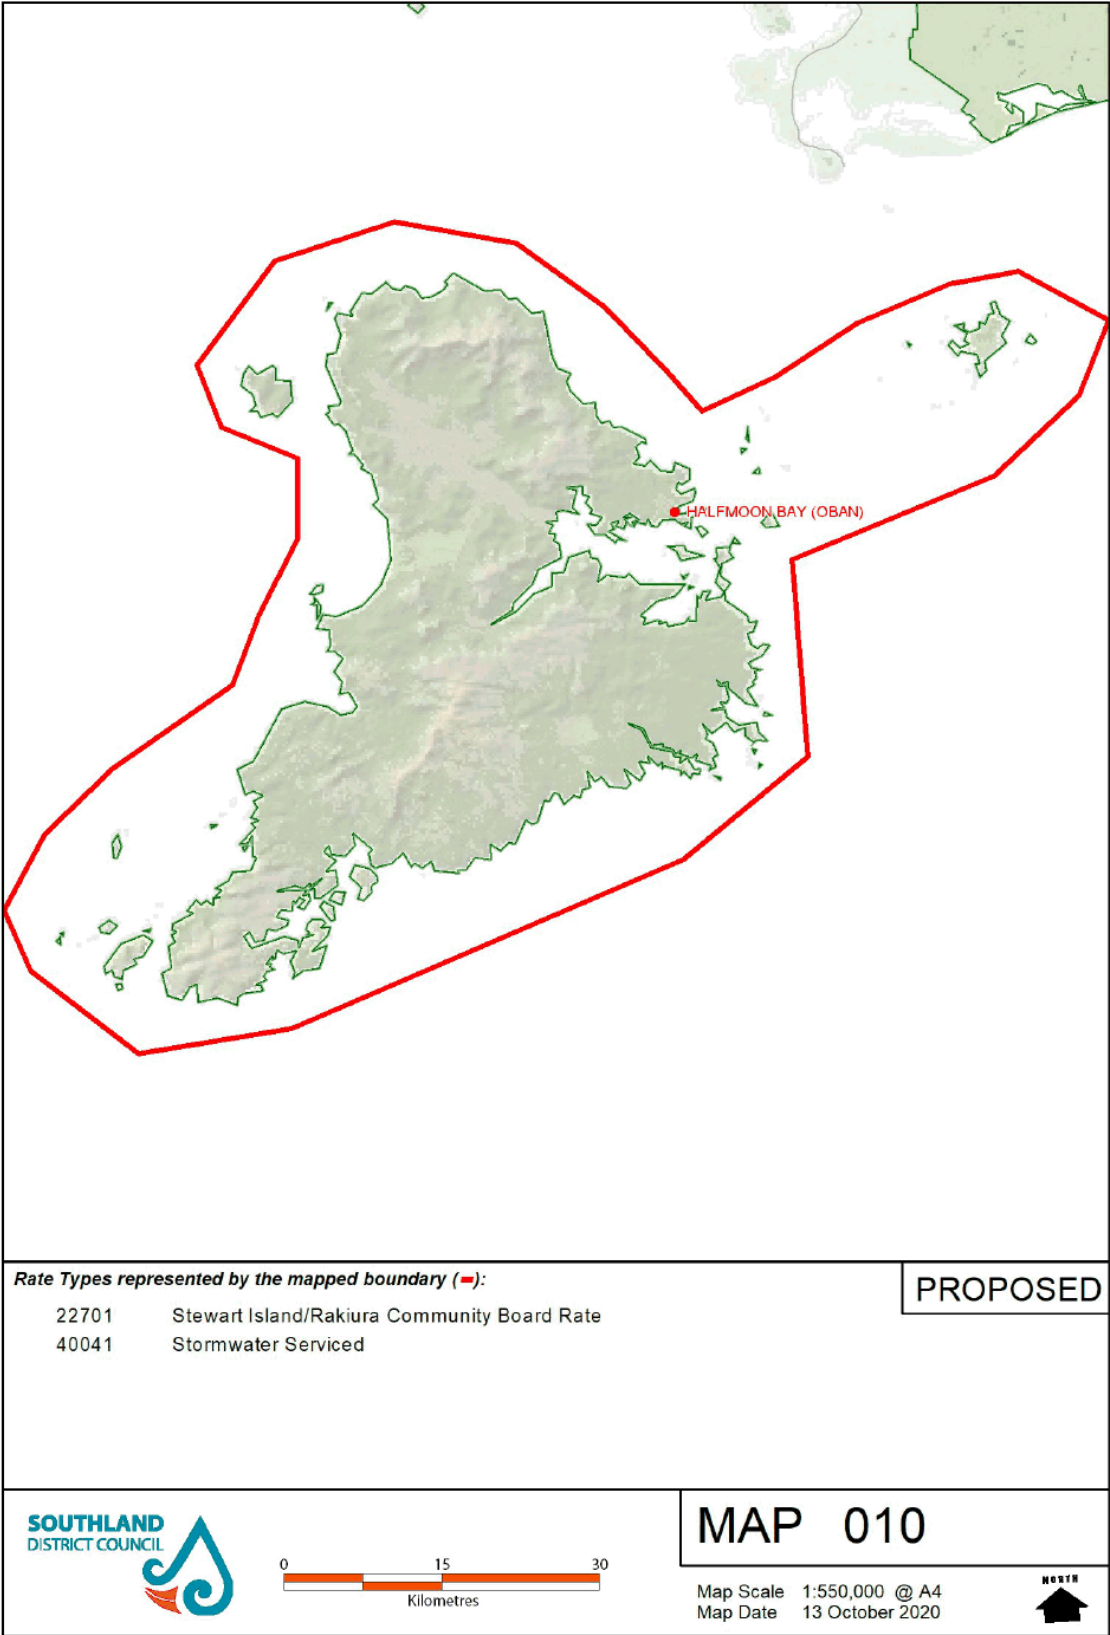 HALFMOON BAY (OBAN)
Rate Types represented by the mapped boundary (▬):
PROPOSED
22701 Stewart Island/Rakiura Community Board Rate
40041 Stormwater Serviced
SOUTHLAND
DISTRICT COUNCIL
0 15 30
Kilometres
MAP 010
Map Scale 1:550,000 @ A4
Map Date 13 October 2020
NORTH